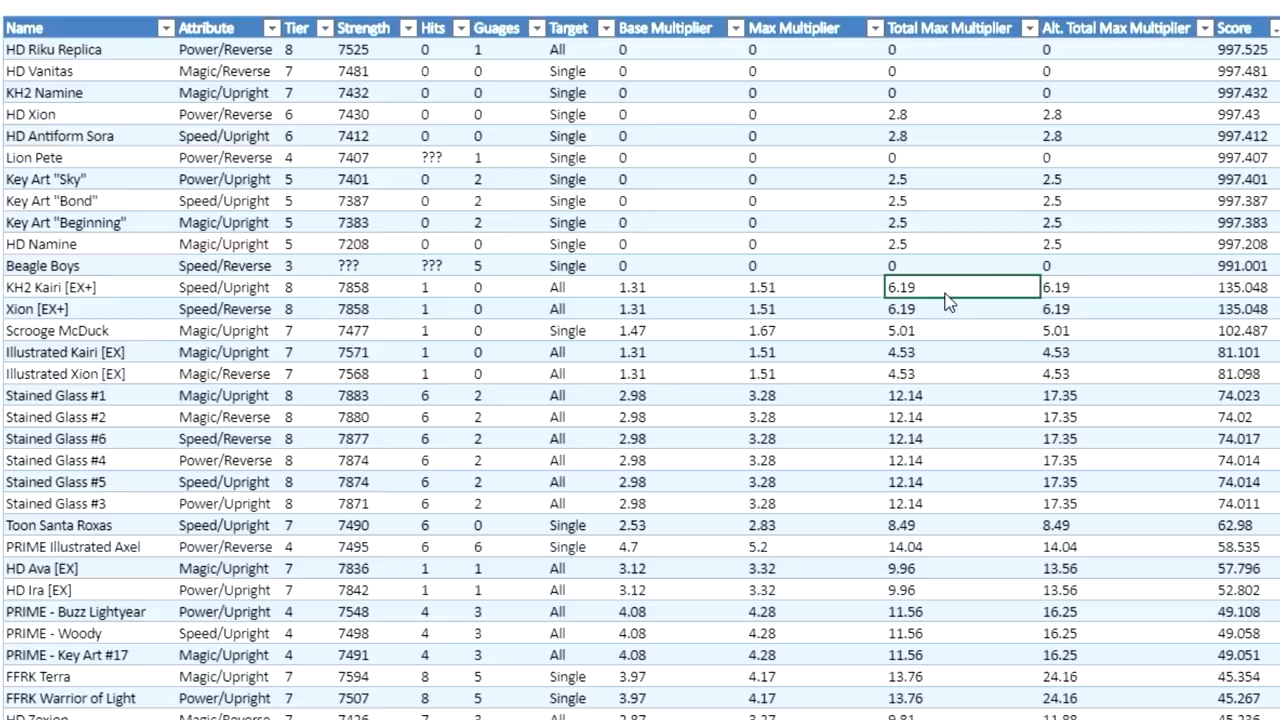 Name Attribute Tier Strength Hits Guages Target Base Multiplier Max Multiplier Total Max Multiplier Alt. Total Max Multiplier Score
HD Riku Replica Power/Reverse 8 7525 0 1 All 0 0 0 0 997.525
HD Vanitas Magic/Reverse 7 7481 0 0 Single 0 0 0 0 997.481
KH2 Namine Magic/Upright 7 7432 0 0 Single 0 0 0 0 997.432
HD Xion Power/Reverse 6 7430 0 0 Single 0 0 2.8 2.8 997.43
HD Antiform Sora Speed/Upright 6 7412 0 0 Single 0 0 2.8 2.8 997.412
Lion Pete Power/Reverse 4 7407 ??? 1 Single 0 0 0 0 997.407
Key Art "Sky" Power/Upright 5 7401 0 2 Single 0 0 2.5 2.5 997.401
Key Art "Bond" Speed/Upright 5 7387 0 2 Single 0 0 2.5 2.5 997.387
Key Art "Beginning" Magic/Upright 5 7383 0 2 Single 0 0 2.5 2.5 997.383
HD Namine Magic/Upright 5 7208 0 0 Single 0 0 2.5 2.5 997.208
Beagle Boys Speed/Reverse 3 ??? ??? 5 Single 0 0 0 0 991.001
KH2 Kairi [EX+] Speed/Upright 8 7858 1 0 All 1.31 1.51 6.19 6.19 135.048
Xion [EX+] Speed/Reverse 8 7858 1 0 All 1.31 1.51 6.19 6.19 135.048
Scrooge McDuck Magic/Upright 7 7477 1 0 Single 1.47 1.67 5.01 5.01 102.487
Illustrated Kairi [EX] Magic/Upright 7 7571 1 0 All 1.31 1.51 4.53 4.53 81.101
Illustrated Xion [EX] Magic/Reverse 7 7568 1 0 All 1.31 1.51 4.53 4.53 81.098
Stained Glass #1 Magic/Upright 8 7883 6 2 All 2.98 3.28 12.14 17.35 74.023
Stained Glass #2 Magic/Reverse 8 7880 6 2 All 2.98 3.28 12.14 17.35 74.02
Stained Glass #6 Speed/Reverse 8 7877 6 2 All 2.98 3.28 12.14 17.35 74.017
Stained Glass #4 Power/Reverse 8 7874 6 2 All 2.98 3.28 12.14 17.35 74.014
Stained Glass #5 Speed/Upright 8 7874 6 2 All 2.98 3.28 12.14 17.35 74.014
Stained Glass #3 Power/Upright 8 7871 6 2 All 2.98 3.28 12.14 17.35 74.011
Toon Santa Roxas Speed/Upright 7 7490 6 0 Single 2.53 2.83 8.49 8.49 62.98
PRIME Illustrated Axel Power/Reverse 4 7495 6 6 Single 4.7 5.2 14.04 14.04 58.535
HD Ava [EX] Magic/Upright 7 7836 1 1 All 3.12 3.32 9.96 13.56 57.796
HD Ira [EX] Power/Upright 7 7842 1 1 All 3.12 3.32 9.96 13.56 52.802
PRIME - Buzz Lightyear Power/Upright 4 7548 4 3 All 4.08 4.28 11.56 16.25 49.108
PRIME - Woody Speed/Upright 4 7498 4 3 All 4.08 4.28 11.56 16.25 49.058
PRIME - Key Art #17 Magic/Upright 4 7491 4 3 All 4.08 4.28 11.56 16.25 49.051
FFRK Terra Magic/Upright 7 7594 8 5 Single 3.97 4.17 13.76 24.16 45.354
FFRK Warrior of Light Power/Upright 7 7507 8 5 Single 3.97 4.17 13.76 24.16 45.267
HD Zexion Magic/Reverse 7 7426 7 3 All 2.87 3.27 9.81 11.88